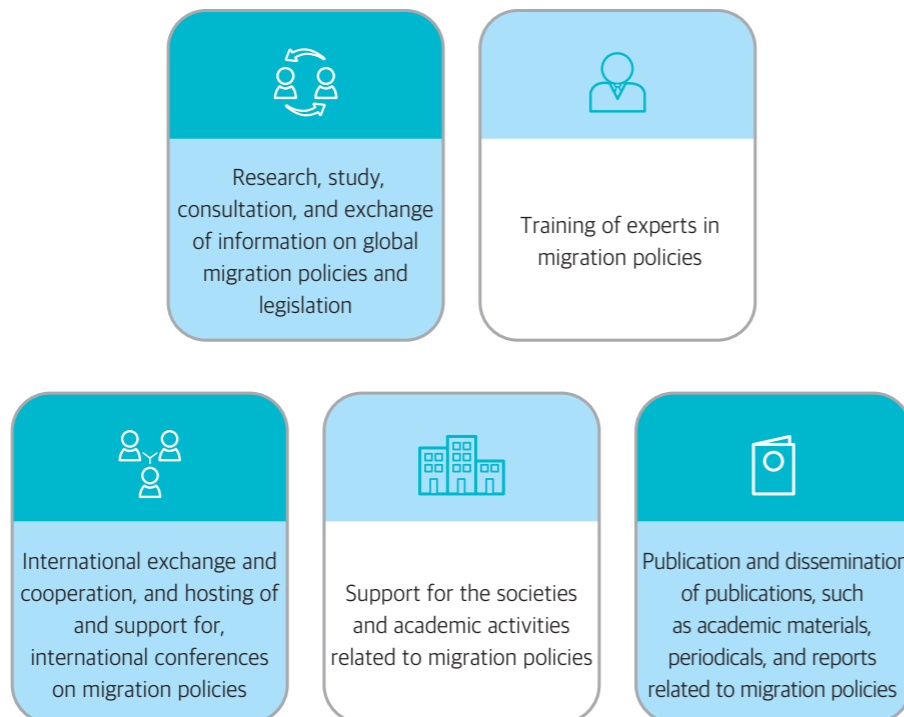 Research, study,
consultation, and exchange
of information on global
migration policies and
legislation
Training of experts in
migration policies
International exchange and
cooperation, and hosting of
and support for,
international conferences
on migration policies
Support for the societies
and academic activities
related to migration policies
Publication and dissemination
of publications, such
as academic materials,
periodicals, and reports
related to migration policies